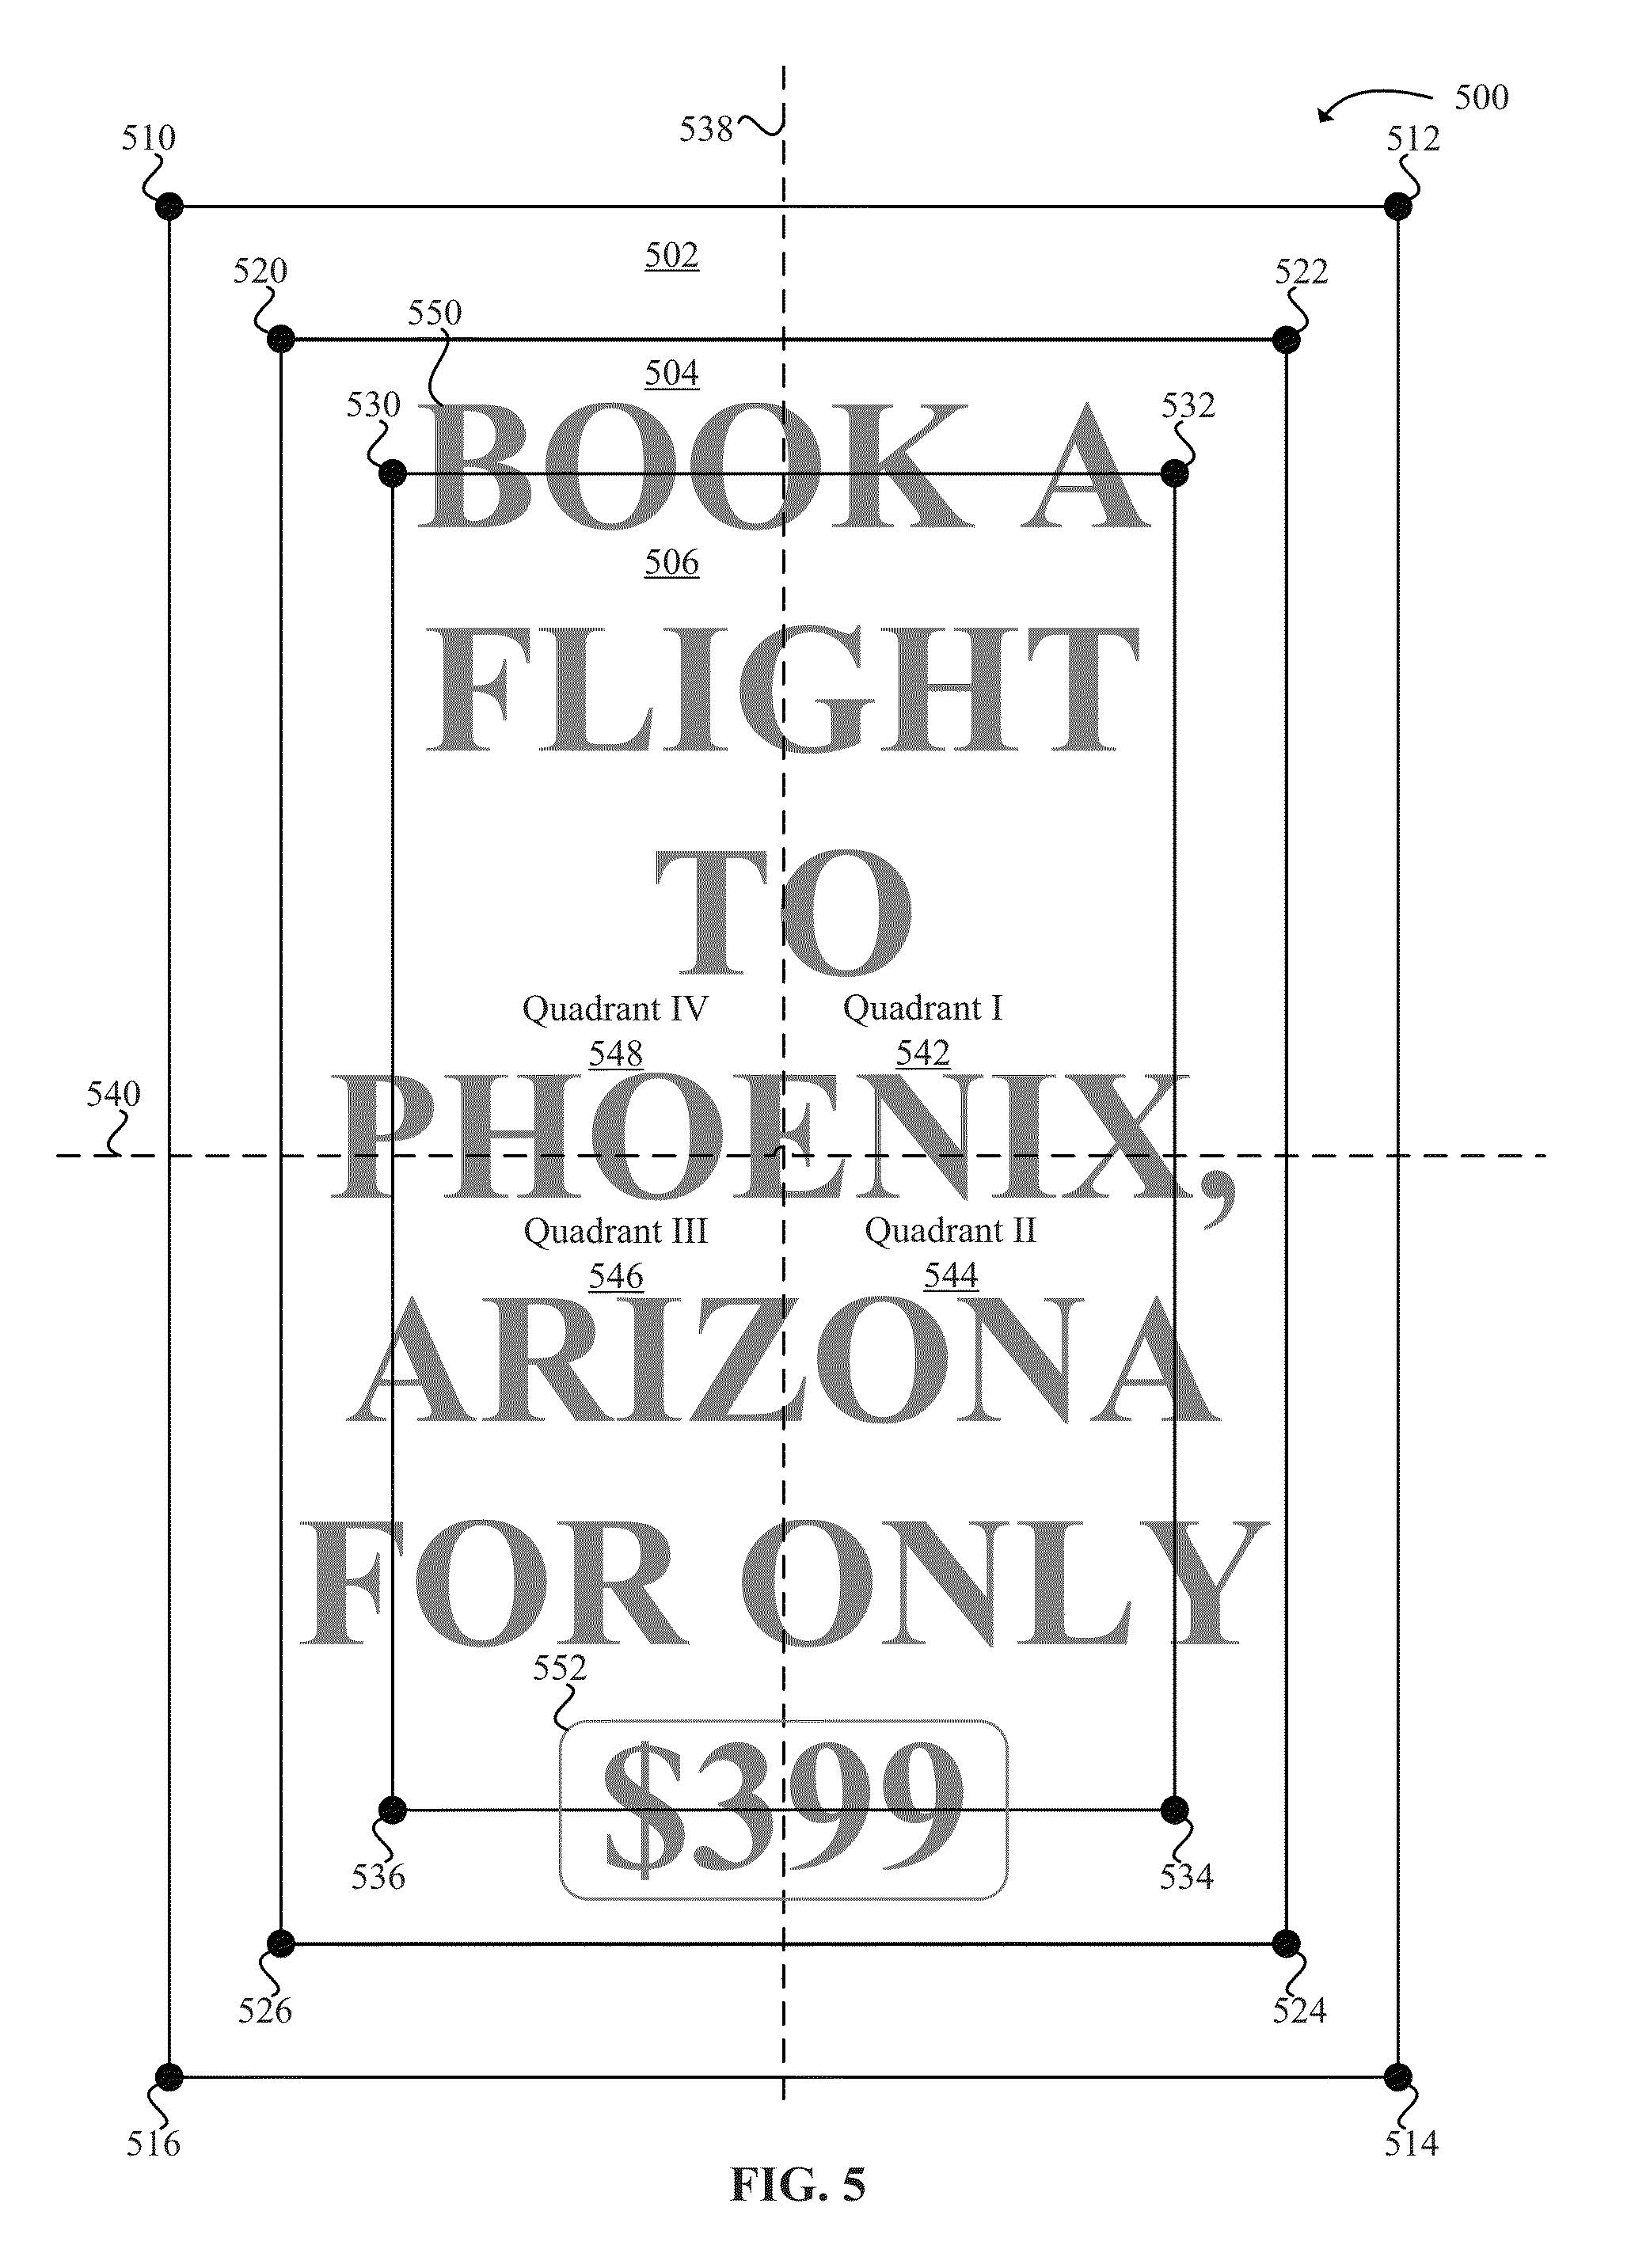 500
538
510
512
502
520
522
550
504
530
532
BOOK A
506
FLIGHT
TO
Quadrant IV
Quadrant I
548
542
540
PHOENIX,
Quadrant III
Quadrant II
546
544
ARIZONA
FOR ONLY
552
$399
536
534
526
524
516
514
FIG. 5